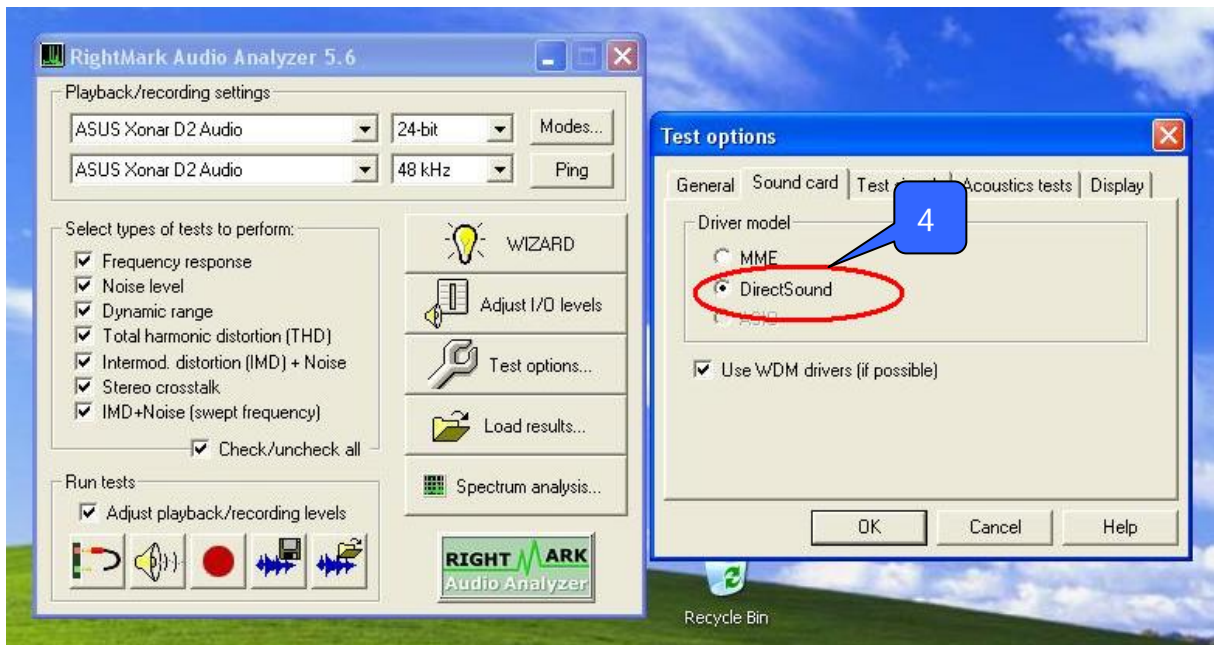 RightMark Audio Analyzer 5.6
Playback/recording settings
ASUS Xonar D2 Audio
24-bit
Modes...
ASUS Xonar D2 Audio
48 kHz
Ping
Select types of tests to perform:
Frequency response
Noise level
Dynamic range
Total harmonic distortion (THD)
Intermod. distortion (IMD) + Noise
Stereo crosstalk
IMD+Noise (swept frequency)
Check/uncheck all
WIZARD
Adjust I/O levels
Test options...
Load results...
Spectrum analysis...
Run tests
Adjust playback/recording levels
RIGHT MARK
Audio Analyzer
Test options
General
Sound card
Test
Acoustics tests
Display
4
Driver model
MME
DirectSound
ASIO
Use WDM drivers (if possible)
OK
Cancel
Help
Recycle Bin